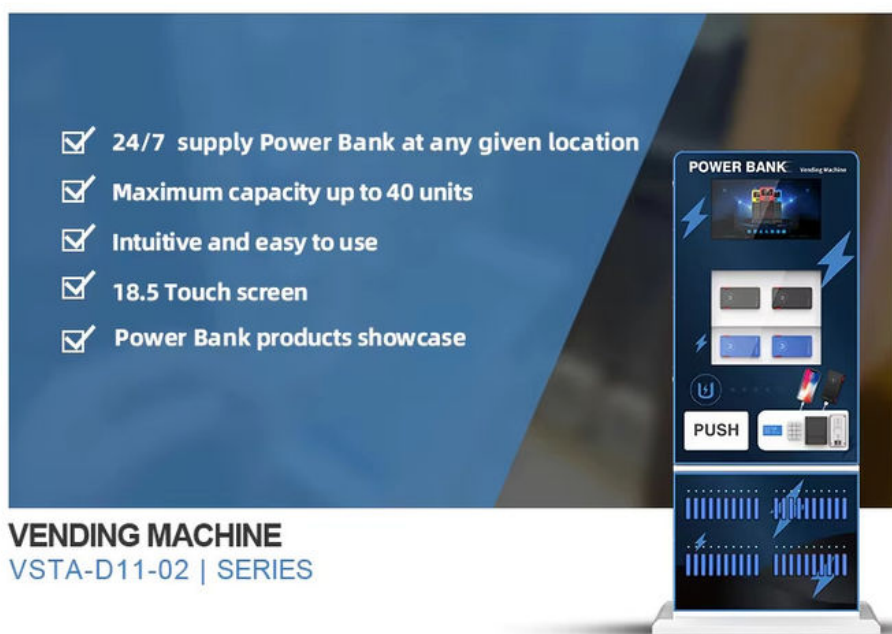 24/7 supply Power Bank at any given location
Maximum capacity up to 40 units
Intuitive and easy to use
18.5 Touch screen
Power Bank products showcase
POWER BANK Vending Machine
PUSH
VENDING MACHINE
VSTA-D11-02 | SERIES